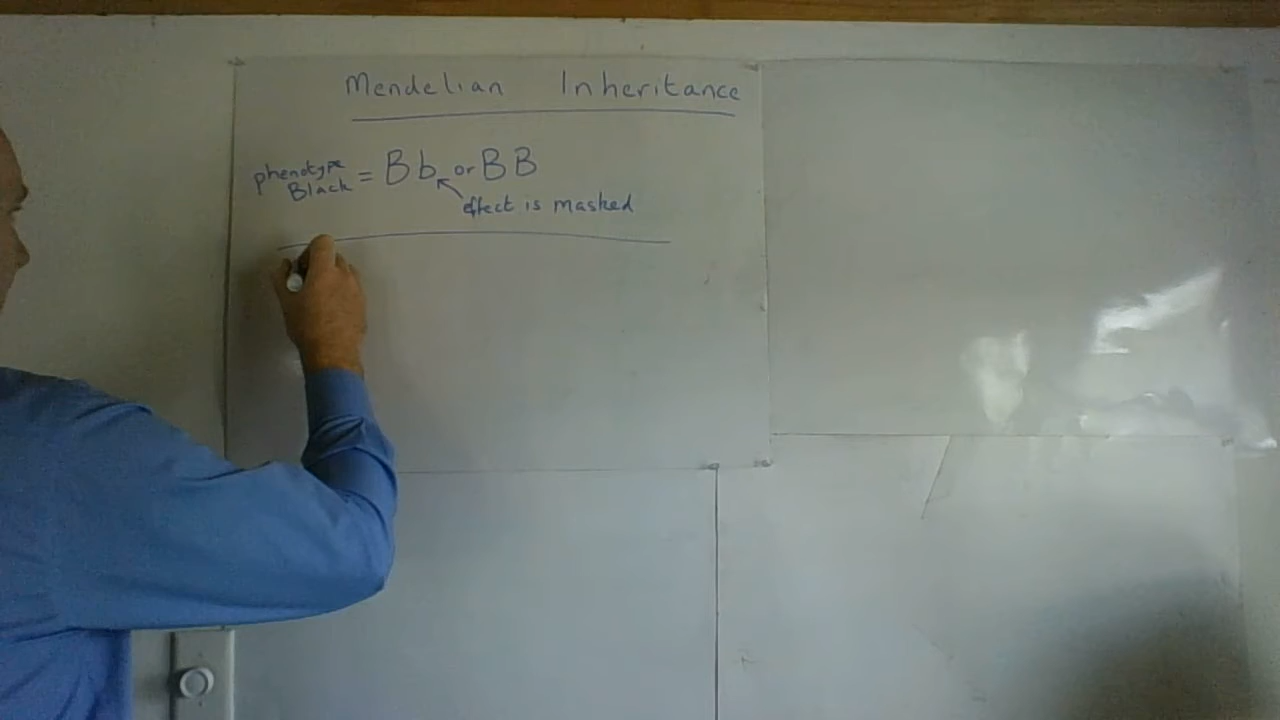 Mendelian Inheritance
phenotype
Black = Bb or BB
effect is masked